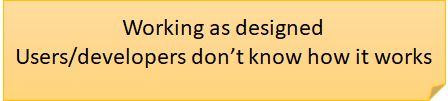 Working as designed
Users/developers don’t know how it works